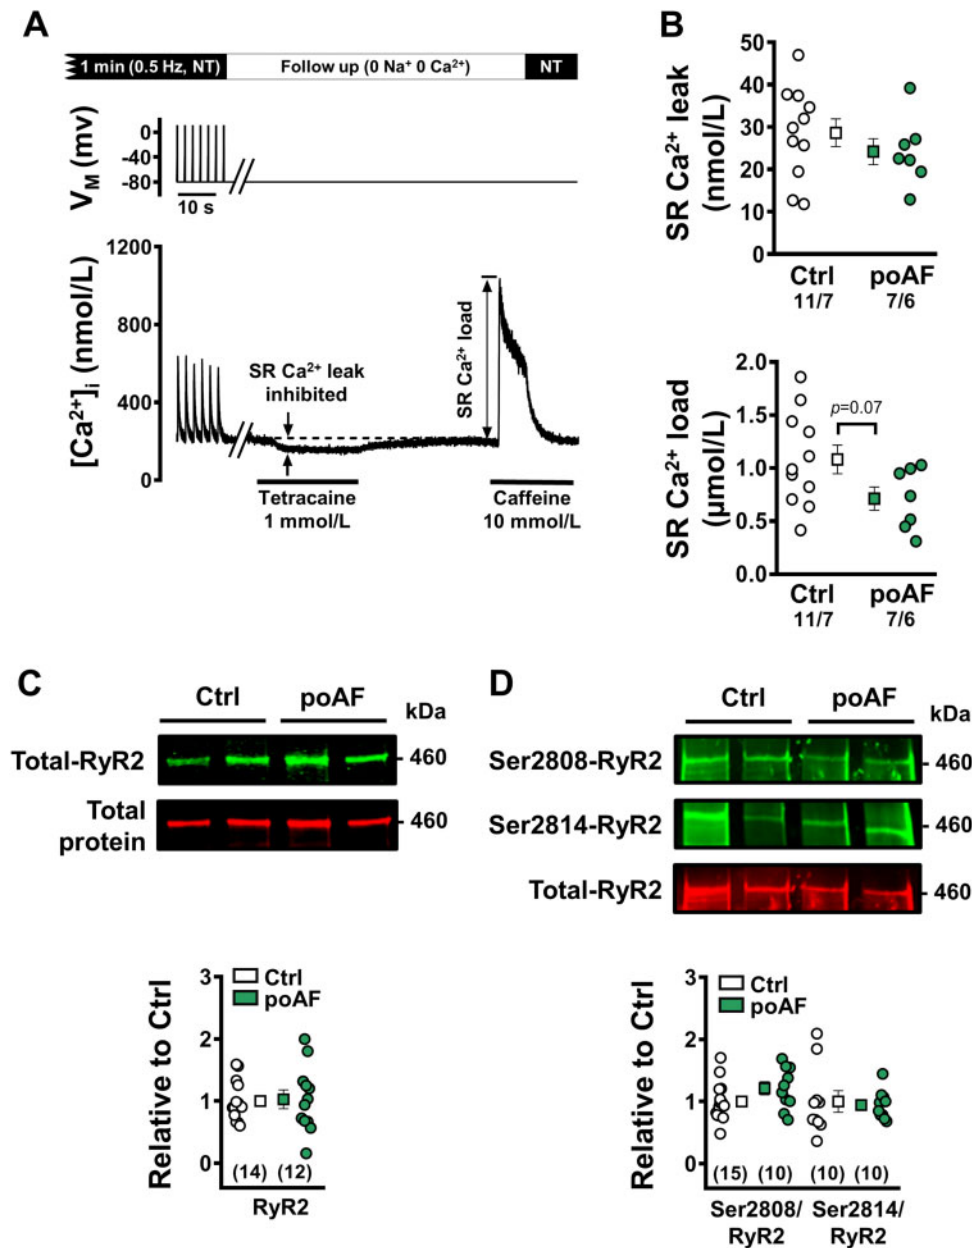 A
1 min (0.5 Hz, NT) Follow up (0 Na⁺ 0 Ca²⁺) NT
V_M (mv)
0
-40
-80
10 s
[Ca²⁺]ᵢ (nmol/L)
1200
800
400
0
SR Ca²⁺ leak
inhibited
SR Ca²⁺ load
Tetracaine
1 mmol/L
Caffeine
10 mmol/L
B
SR Ca²⁺ leak
(nmol/L)
50
40
30
20
10
0
Ctrl poAF
11/7 7/6
SR Ca²⁺ load
(μmol/L)
2.0
1.5
1.0
0.5
0.0
p=0.07
Ctrl poAF
11/7 7/6
C
Ctrl poAF
kDa
Total-RyR2 460
Total
protein
460
Relative to Ctrl
3
2
1
0
Ctrl
poAF
(14) (12)
RyR2
D
Ctrl poAF
kDa
Ser2808-RyR2 460
Ser2814-RyR2 460
Total-RyR2 460
Relative to Ctrl
3
2
1
0
Ctrl
poAF
(15) (10) (10) (10)
Ser2808/ Ser2814/
RyR2 RyR2